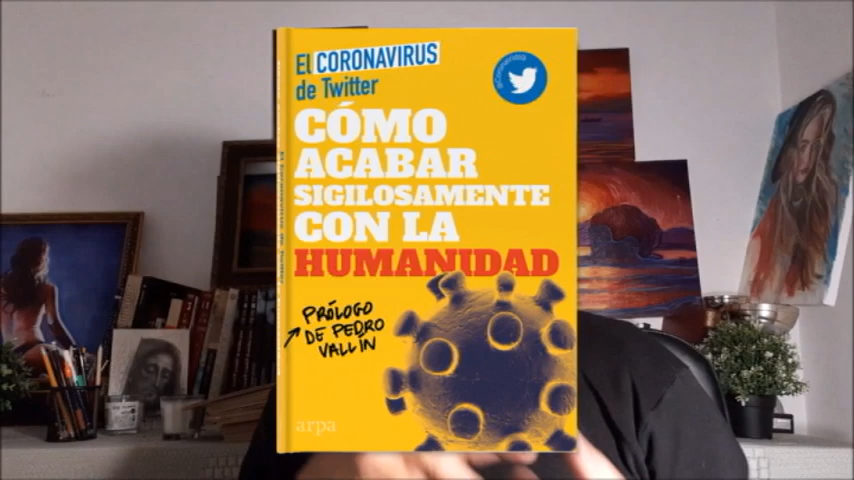 El CORONAVIRUS
de Twitter
CÓMO
ACABAR
SIGILOSAMENTE
CON LA
HUMANIDAD
PRÓLOGO
DE PEDRO
VALLÍN
arpa